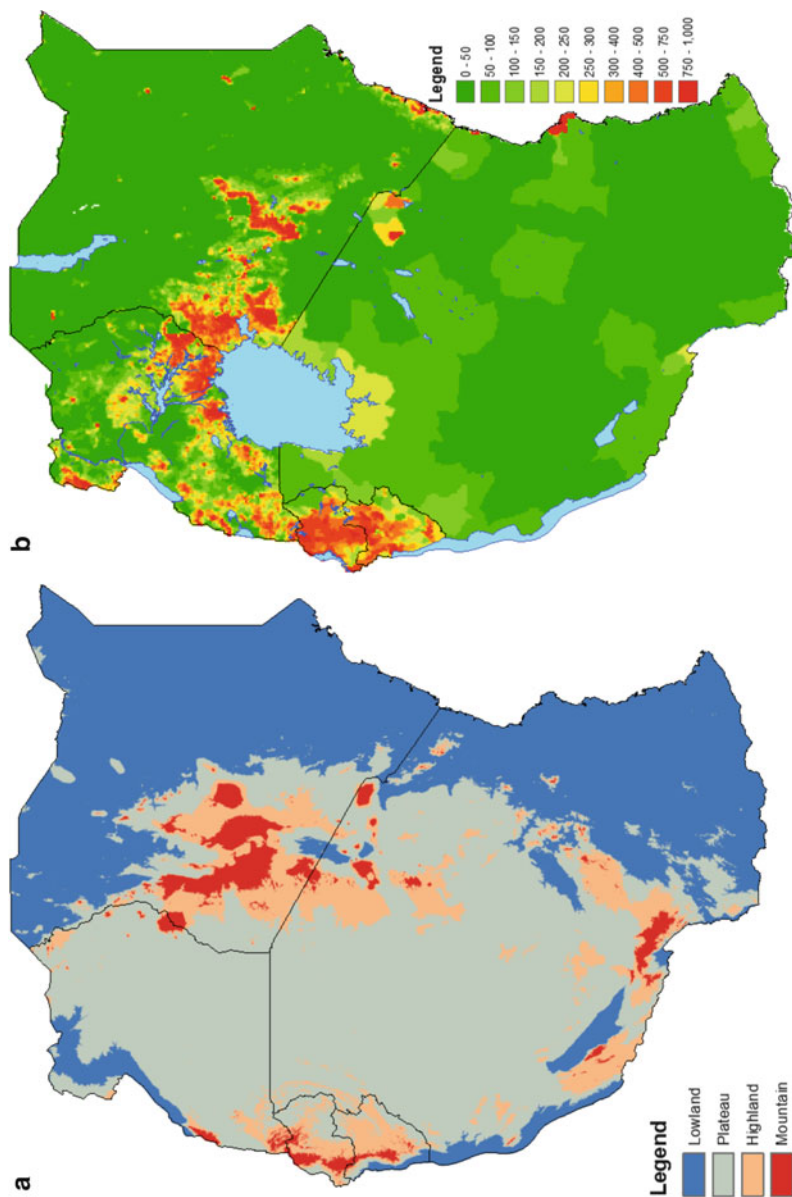 a
Legend
Lowland
Plateau
Highland
Mountain
b
Legend
0 - 50
50 - 100
100 - 150
150 - 200
200 - 250
250 - 300
300 - 400
400 - 500
500 - 750
750 - 1.000